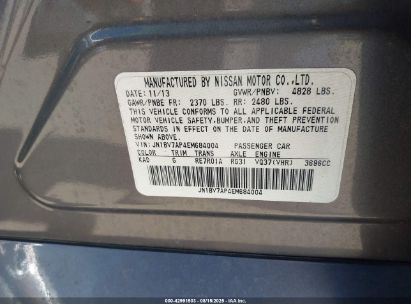 MANUFACTURED BY NISSAN MOTOR CO.,LTD.
DATE: 11/13 GVWR/PNBV: 4828 LBS.
GAWR/PNBE FR: 2370 LBS. RR: 2480 LBS.
THIS VEHICLE CONFORMS TO ALL APPLICABLE FEDERAL
MOTOR VEHICLE SAFETY,BUMPER,AND THEFT PREVENTION
STANDARDS IN EFFECT ON THE DATE OF MANUFACTURE
SHOWN ABOVE.
VIN: JN1BV7AP4EM684004 PASSENGER CAR
COLOR TRIM TRANS AXLE ENGINE
KAD G RE7R01A R031 VQ37(VHR) 3696CC
JN1BV7AP4EM684004